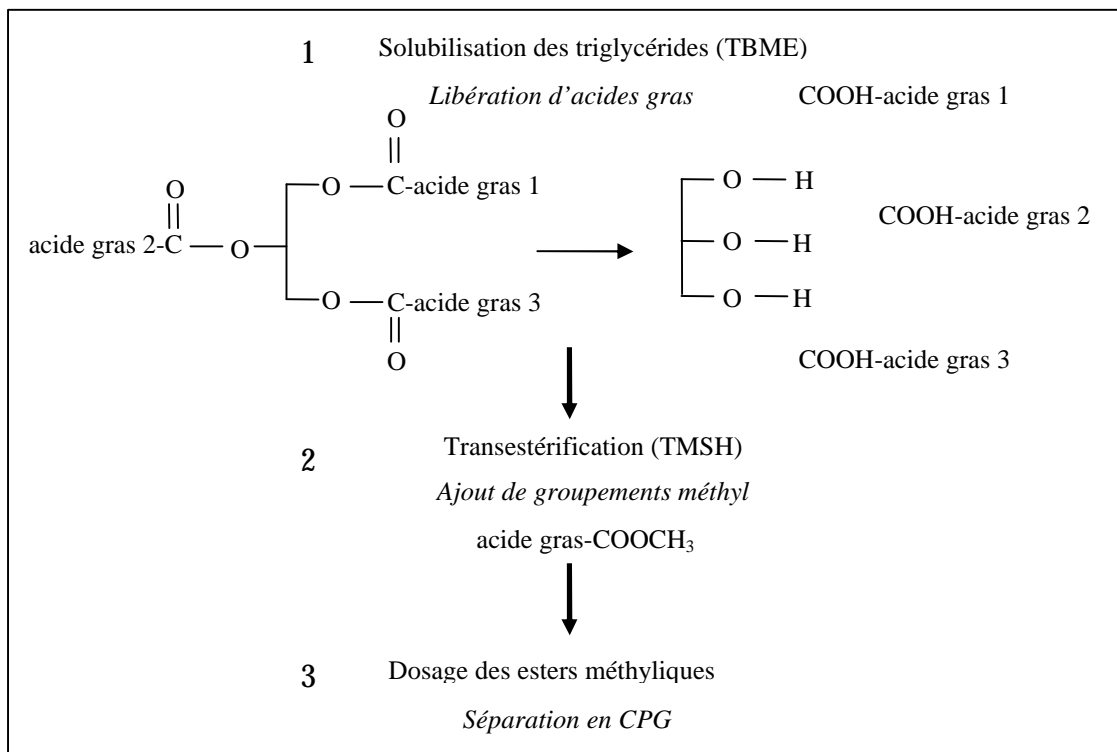 1 Solubilisation des triglycérides (TBME)
Libération d'acides gras
COOH-acide gras 1
O
O — C-acide gras 1
O
acide gras 2-C — O
O — C-acide gras 3
O
O — H
COOH-acide gras 2
O — H
O — H
COOH-acide gras 3
2 Transestérification (TMSH)
Ajout de groupements méthyl
acide gras-COOCH₃
3 Dosage des esters méthyliques
Séparation en CPG